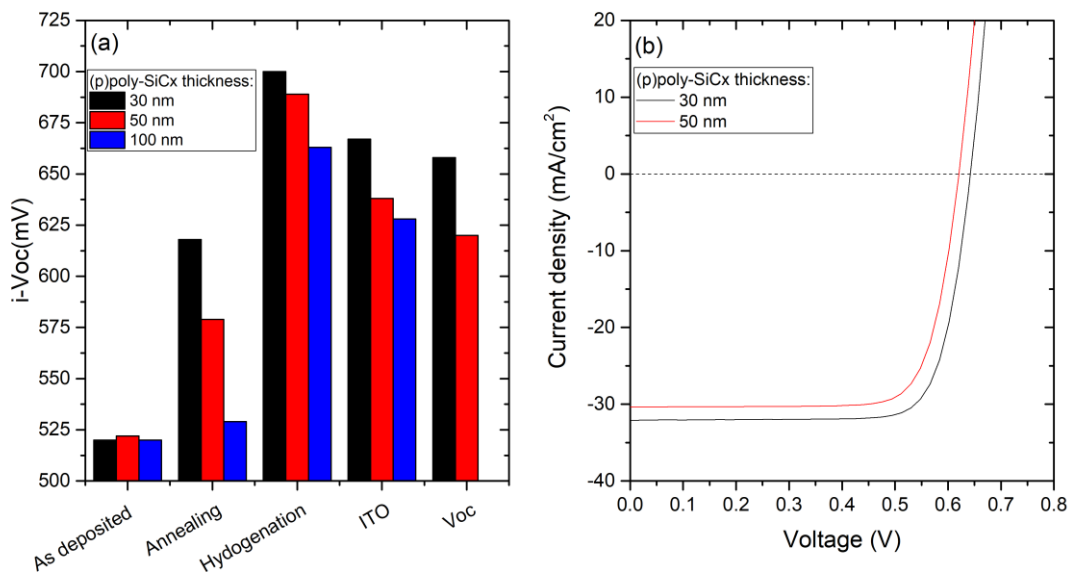 (a)
i-Voc(mV)
725
700
675
650
625
600
575
550
525
500
(p)poly-SiCx thickness:
30 nm
50 nm
100 nm
As deposited
Annealing
Hydogenation
ITO
Voc
(b)
Current density (mA/cm²)
20
10
0
-10
-20
-30
-40
(p)poly-SiCx thickness:
30 nm
50 nm
0.0 0.1 0.2 0.3 0.4 0.5 0.6 0.7 0.8
Voltage (V)